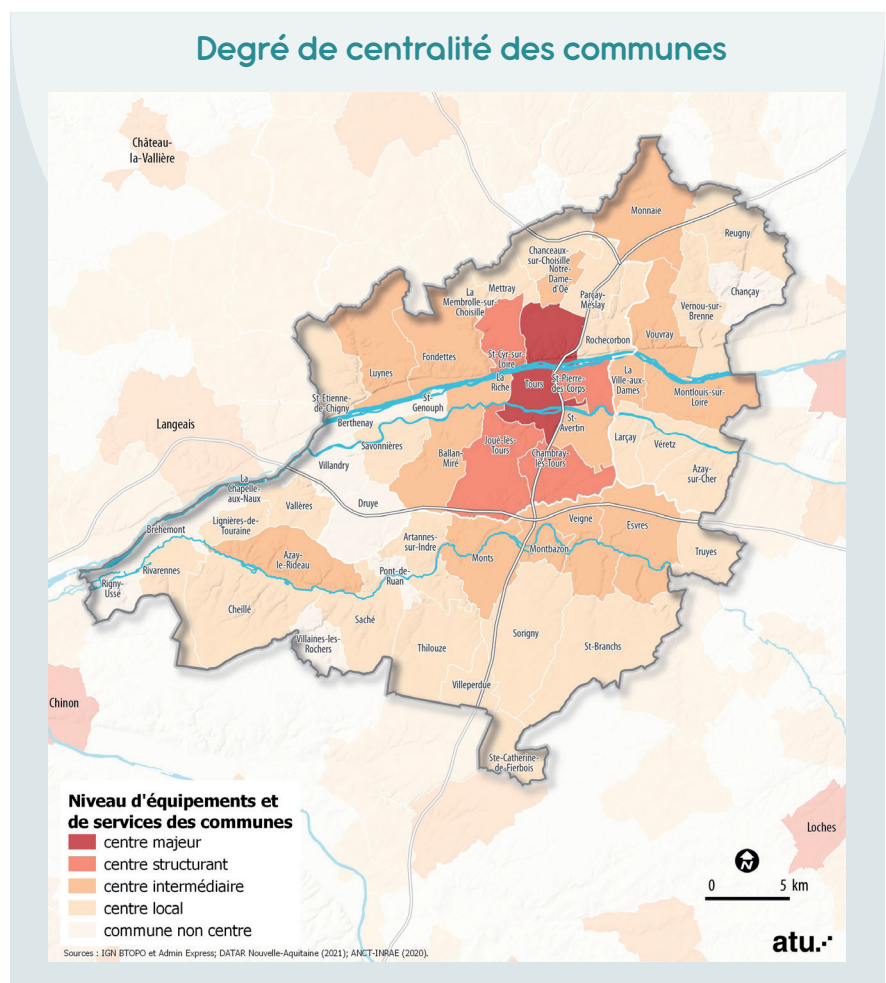 Degré de centralité des communes
Château-
la-Vallière
Monnaie
Reugny
Chanceaux-
sur-Choisille
Notre-
Dame-
d'Oé
Mettray
La
Membrolle-sur-
Choisille
Parçay-
Meslay
Chançay
Vernou-sur-
Brenne
Rochecorbon
Vouvray
Fondettes
Luynes
St-Cyr-sur-
Loire
La
Riche
Tours
St-Pierre-
des-Corps
La
Ville-aux-
Dames
Montlouis-sur-
Loire
St-Etienne-
de-Chigny
St-
Genouph
Berthenay
Langeais
Savonnières
St-
Avertin
Larçay
Véretz
Joué-lès-
Tours
Chambray-
lès-Tours
Ballan-
Miré
Villandry
Azay-
sur-Cher
La
Chapelle-
aux-Naux
Vallères
Druye
Bréhémont
Lignières-de-
Touraine
Artannes-
sur-Indre
Veigné
Esvres
Azay-
le-Rideau
Monts
Montbazon
Truyes
Rivarennes
Rigny-
Ussé
Pont-de-
Ruan
Cheillé
Saché
Villaines-les-
Rochers
Thilouze
Sorigny
St-Branchs
Villeperdue
Chinon
Ste-Catherine-
de-Fierbois
Loches
Niveau d'équipements et
de services des communes
centre majeur
centre structurant
centre intermédiaire
centre local
commune non centre
N
0 5 km
atu.
Sources : IGN BTOPO et Admin Express; DATAR Nouvelle-Aquitaine (2021); ANCT-INRAE (2020).